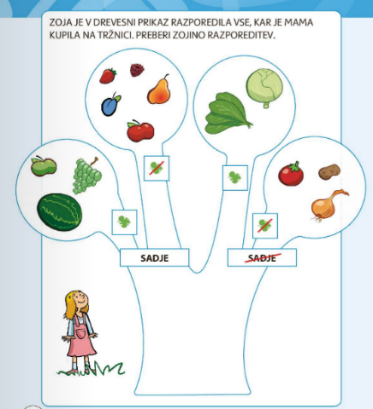 ZOJA JE V DREVESNI PRIKAZ RAZPOREDILA VSE, KAR JE MAMA
KUPILA NA TRŽNICI. PREBERI ZOJINO RAZPOREDITEV.
SADJE
SADJE